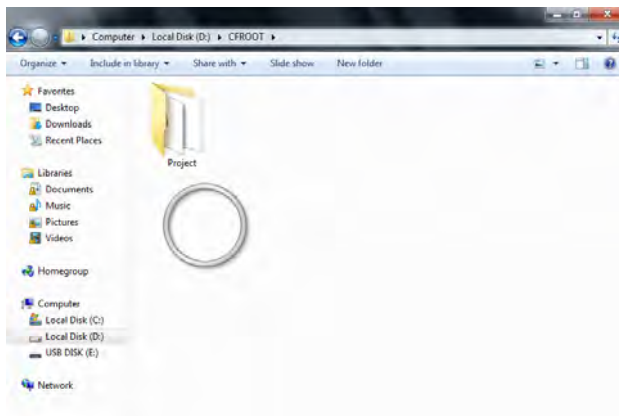 Computer ▸ Local Disk (D:) ▸ CFROOT ▸
Organize ▾ Include in library ▾ Share with ▾ Slide show New folder
Favorites
Desktop
Downloads
Recent Places
Project
Libraries
Documents
Music
Pictures
Videos
Homegroup
Computer
Local Disk (C:)
Local Disk (D:)
USB DISK (E:)
Network